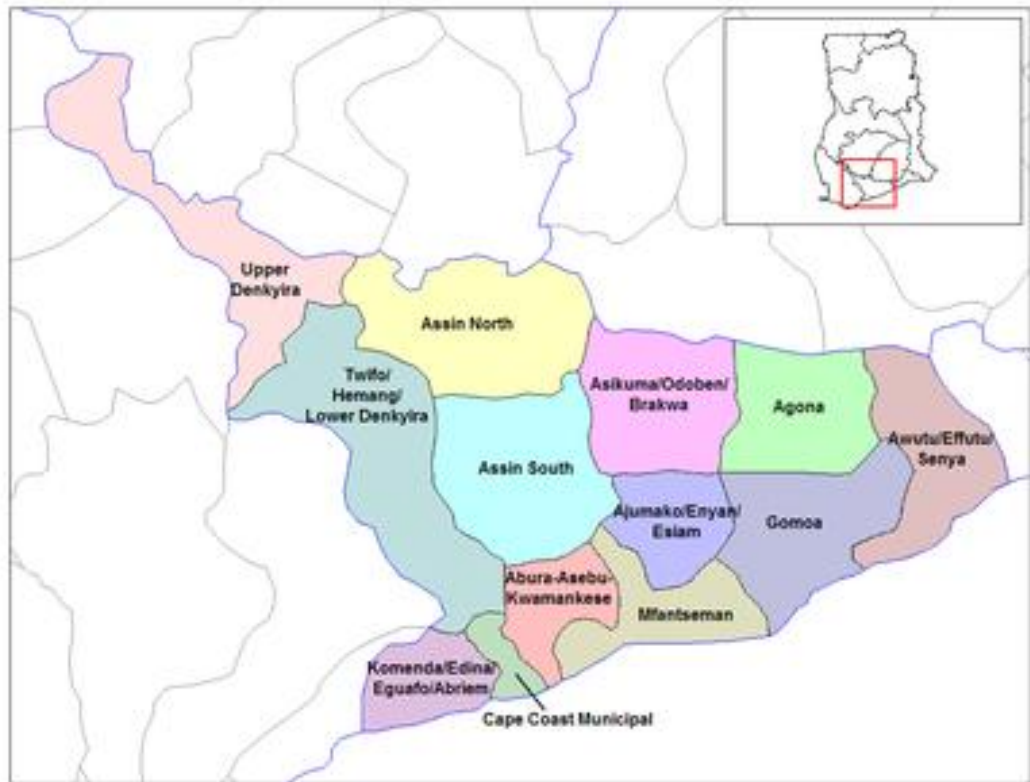 Upper
Denkyira
Assin North
Twifo/
Hemang/
Lower Denkyira
Asikuma/Odoben/
Brakwa
Agona
Awutu/Effutu/
Senya
Assin South
Ajumako/Enyan/
Esiam
Gomoa
Abura-Asebu-
Kwamankese
Mfantseman
Komenda/Edina/
Eguafo/Abriem
Cape Coast Municipal